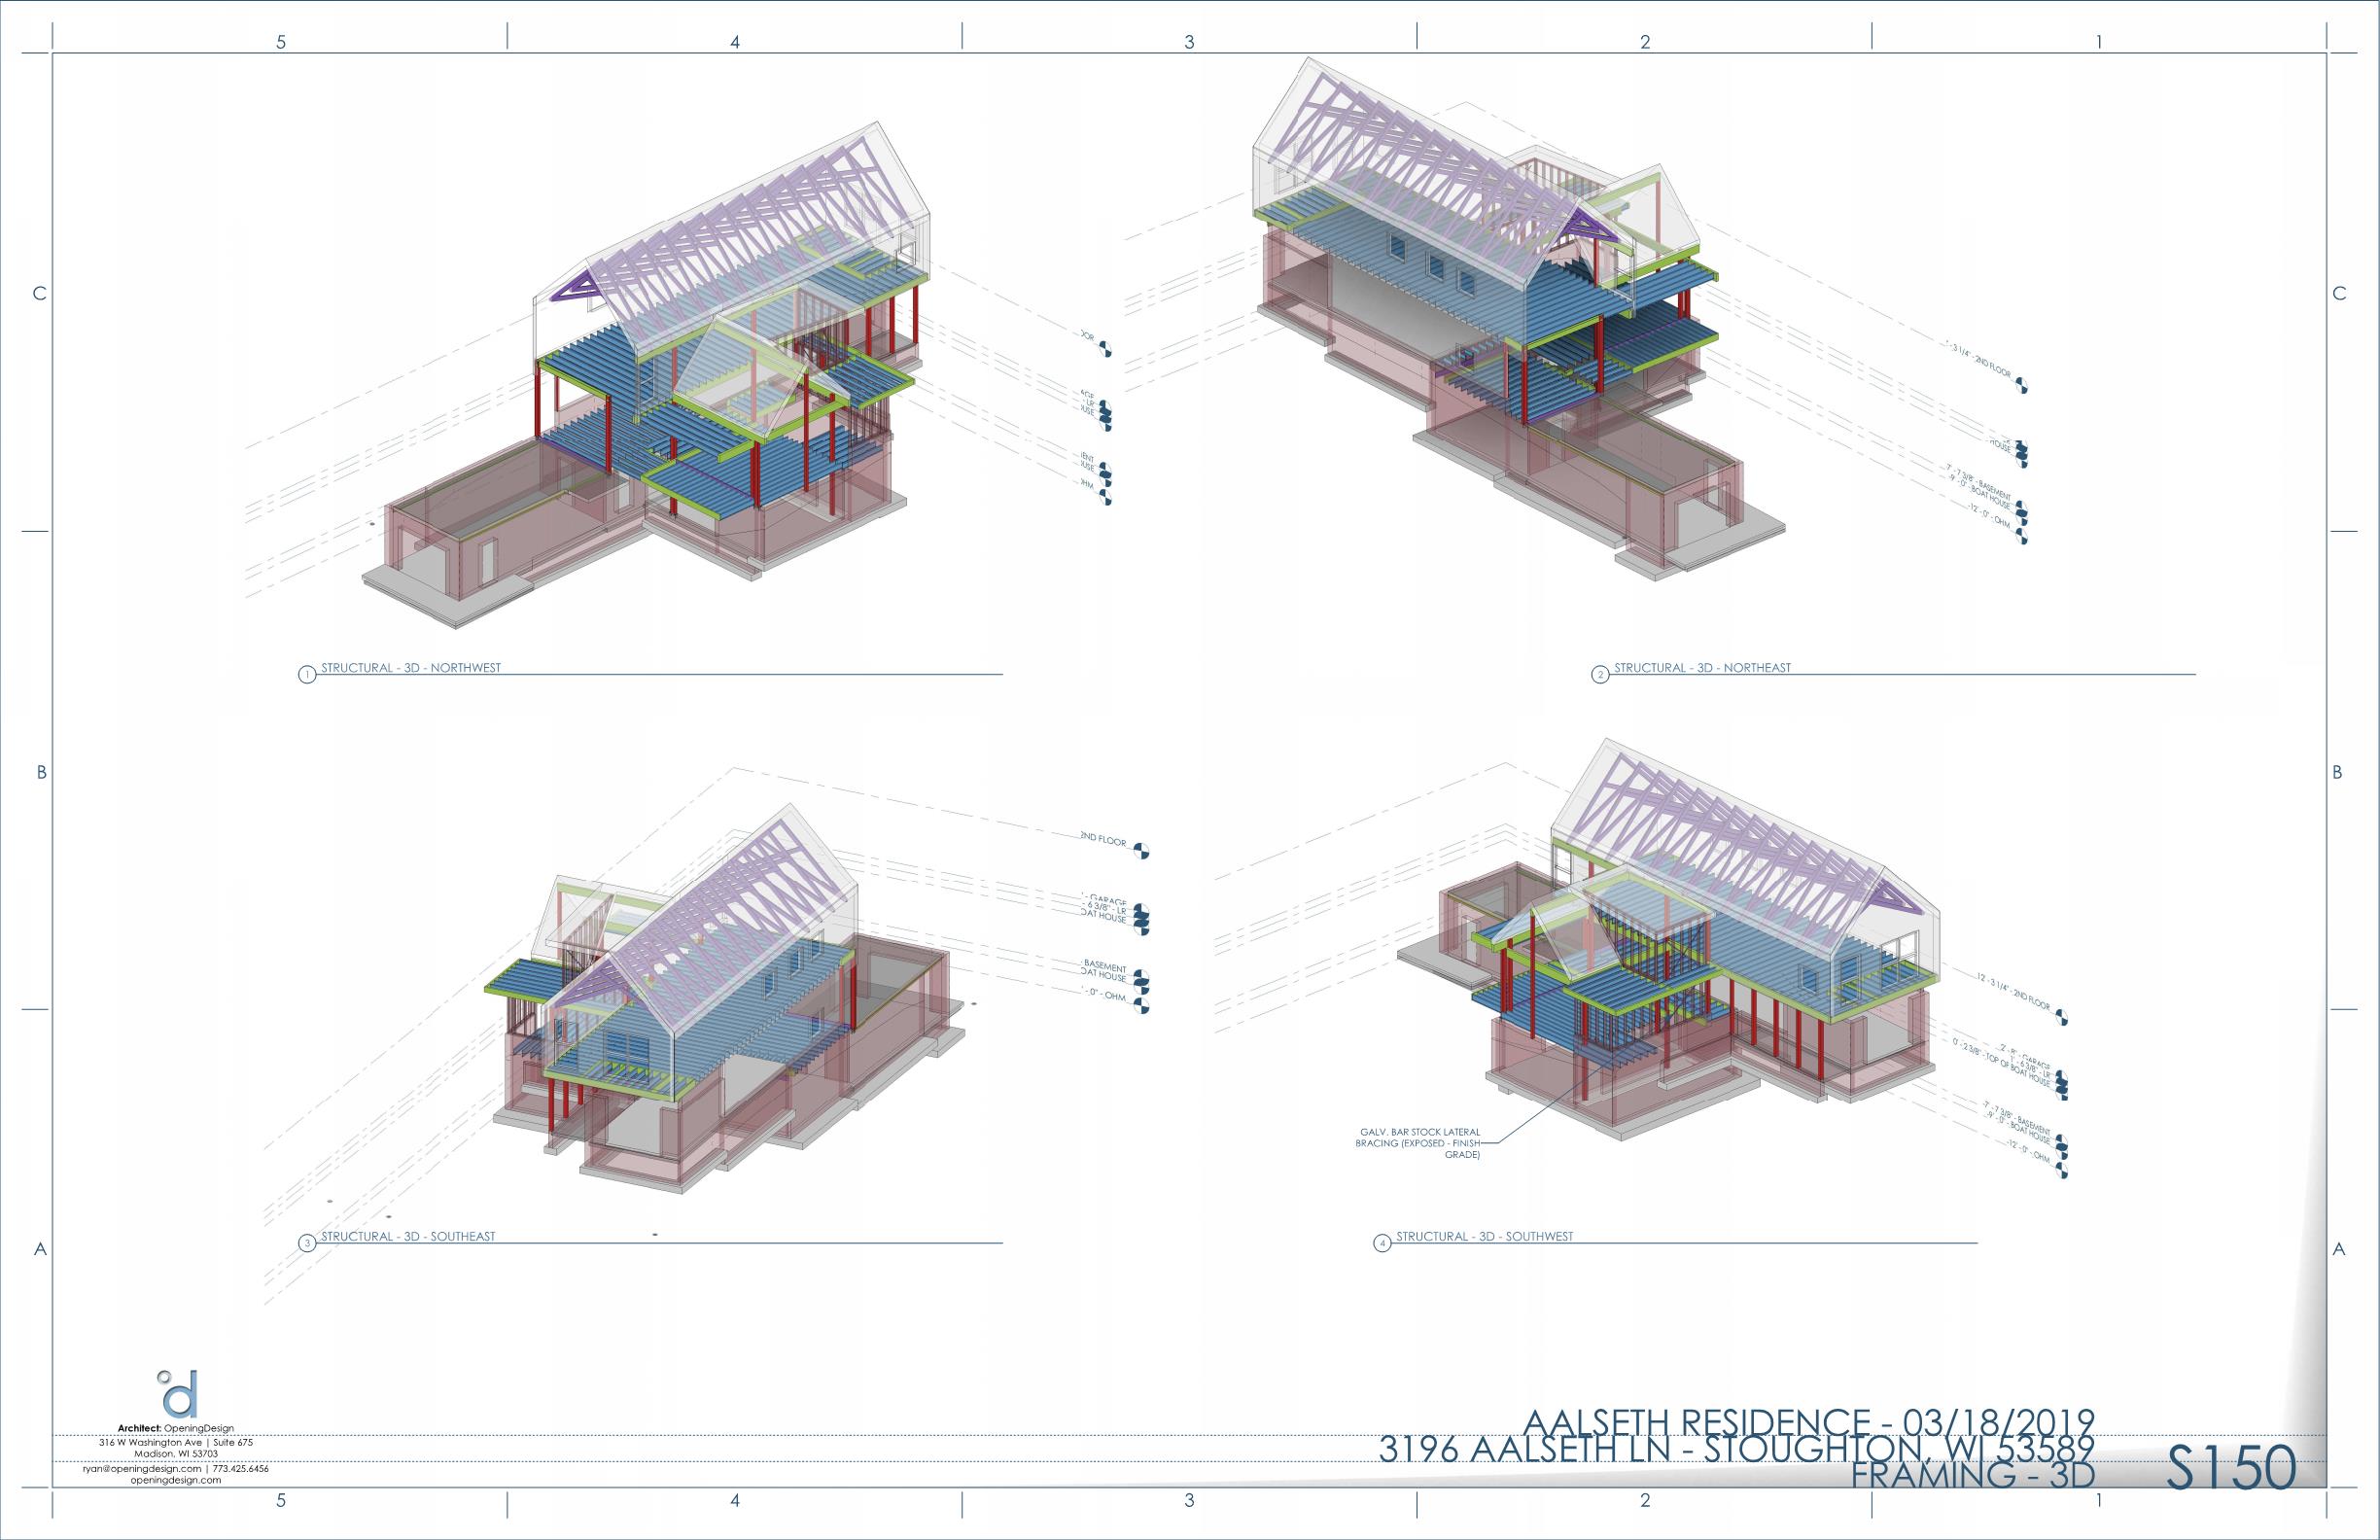 5 4 3 2 1
C
C
OOR
AGE
- LR
OUSE
MENT
OUSE
OHM
- 3 1/4" - 2ND FLOOR
HOUSE
-7' - 7 3/8" - BASEMENT
-9' - 0" - BOAT HOUSE
-12' - 0" - OHM
1 STRUCTURAL - 3D - NORTHWEST
2 STRUCTURAL - 3D - NORTHEAST
B
B
2ND FLOOR
- GARAGE
- 6 3/8" - LR
OAT HOUSE
BASEMENT
OAT HOUSE
' - 0" - OHM
12' - 3 1/4" - 2ND FLOOR
2' - 8" - GARAGE
- 6 3/8" - LR
0' - 2 3/8" - TOP OF BOAT HOUSE
-7' - 7 3/8" - BASEMENT
-9' - 0" - BOAT HOUSE
-12' - 0" - OHM
GALV. BAR STOCK LATERAL
BRACING (EXPOSED - FINISH
GRADE)
3 STRUCTURAL - 3D - SOUTHEAST
4 STRUCTURAL - 3D - SOUTHWEST
A
A
d
Architect: OpeningDesign
316 W Washington Ave | Suite 675
Madison, WI 53703
ryan@openingdesign.com | 773.425.6456
openingdesign.com
AALSETH RESIDENCE - 03/18/2019
3196 AALSETH LN - STOUGHTON, WI 53589
FRAMING - 3D
S150
5 4 3 2 1